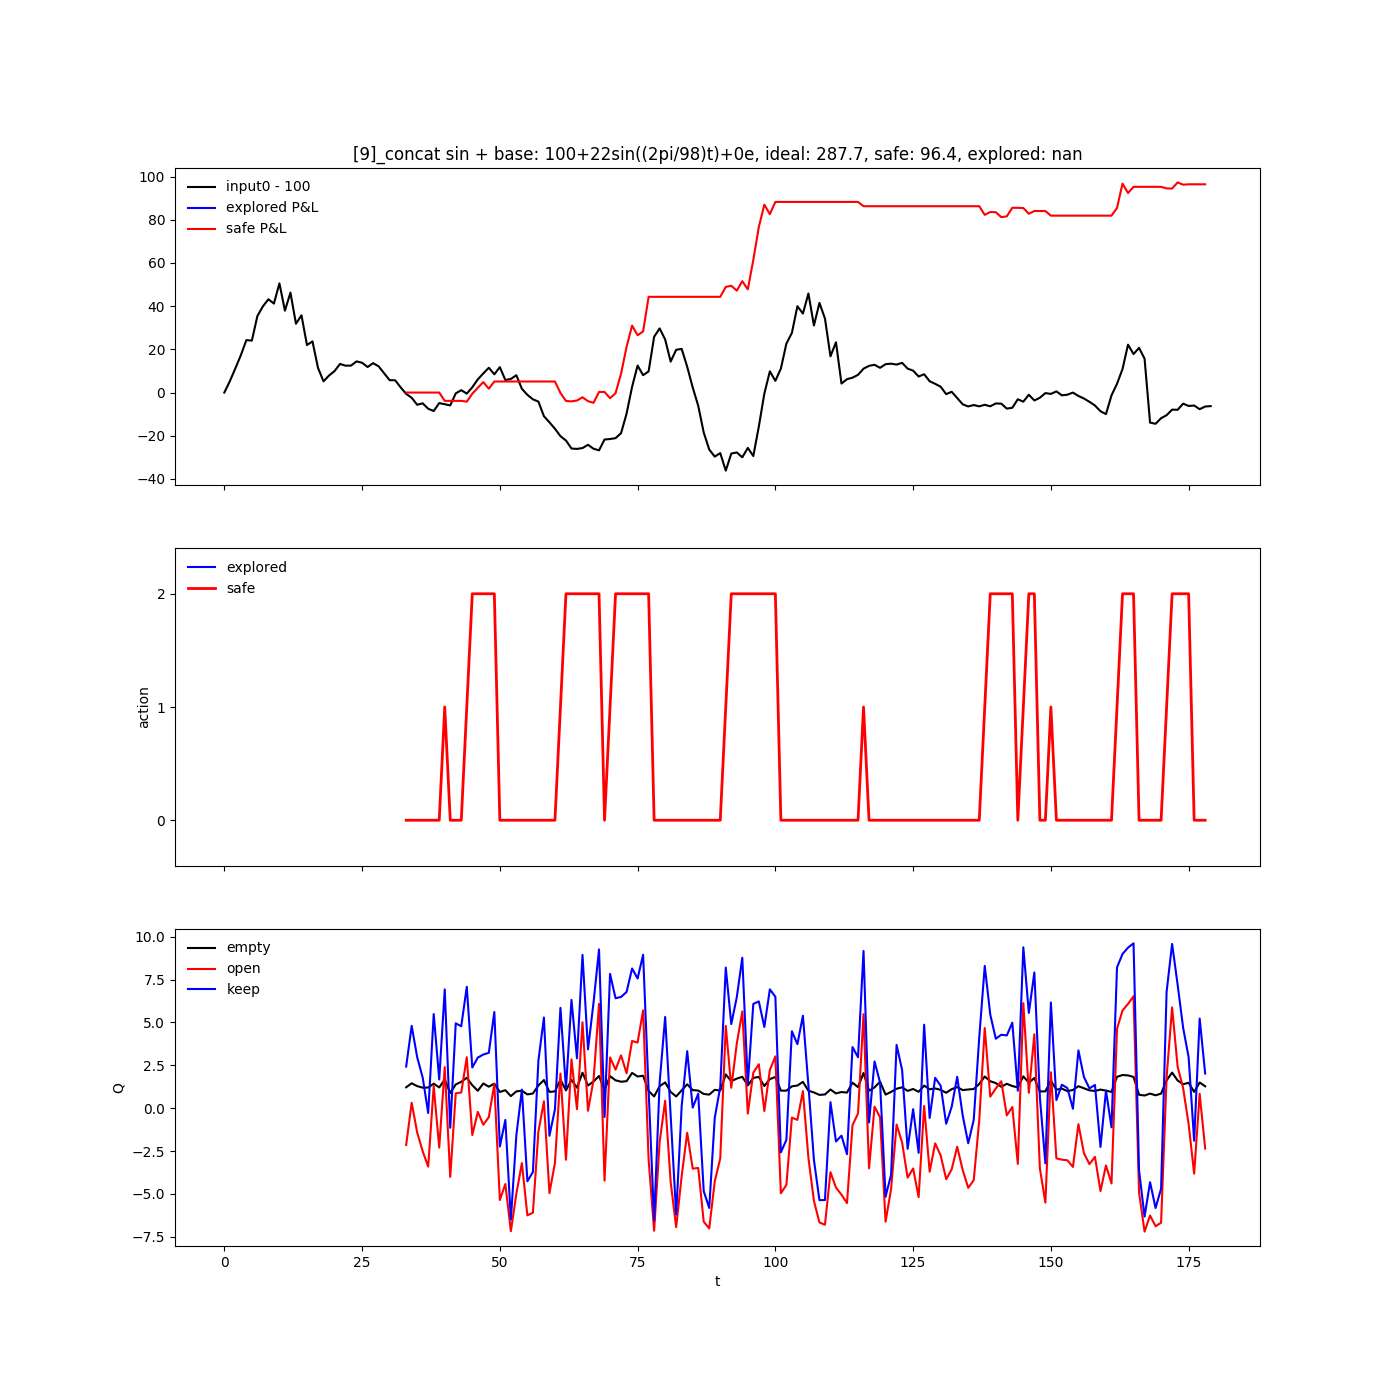 [9]_concat sin + base: 100+22sin((2pi/98)t)+0e, ideal: 287.7, safe: 96.4, explored: nan
100
80
60
40
20
0
−20
−40
input0 - 100
explored P&L
safe P&L
2
1
0
action
explored
safe
10.0
7.5
5.0
2.5
0.0
−2.5
−5.0
−7.5
Q
empty
open
keep
0 25 50 75 100 125 150 175
t